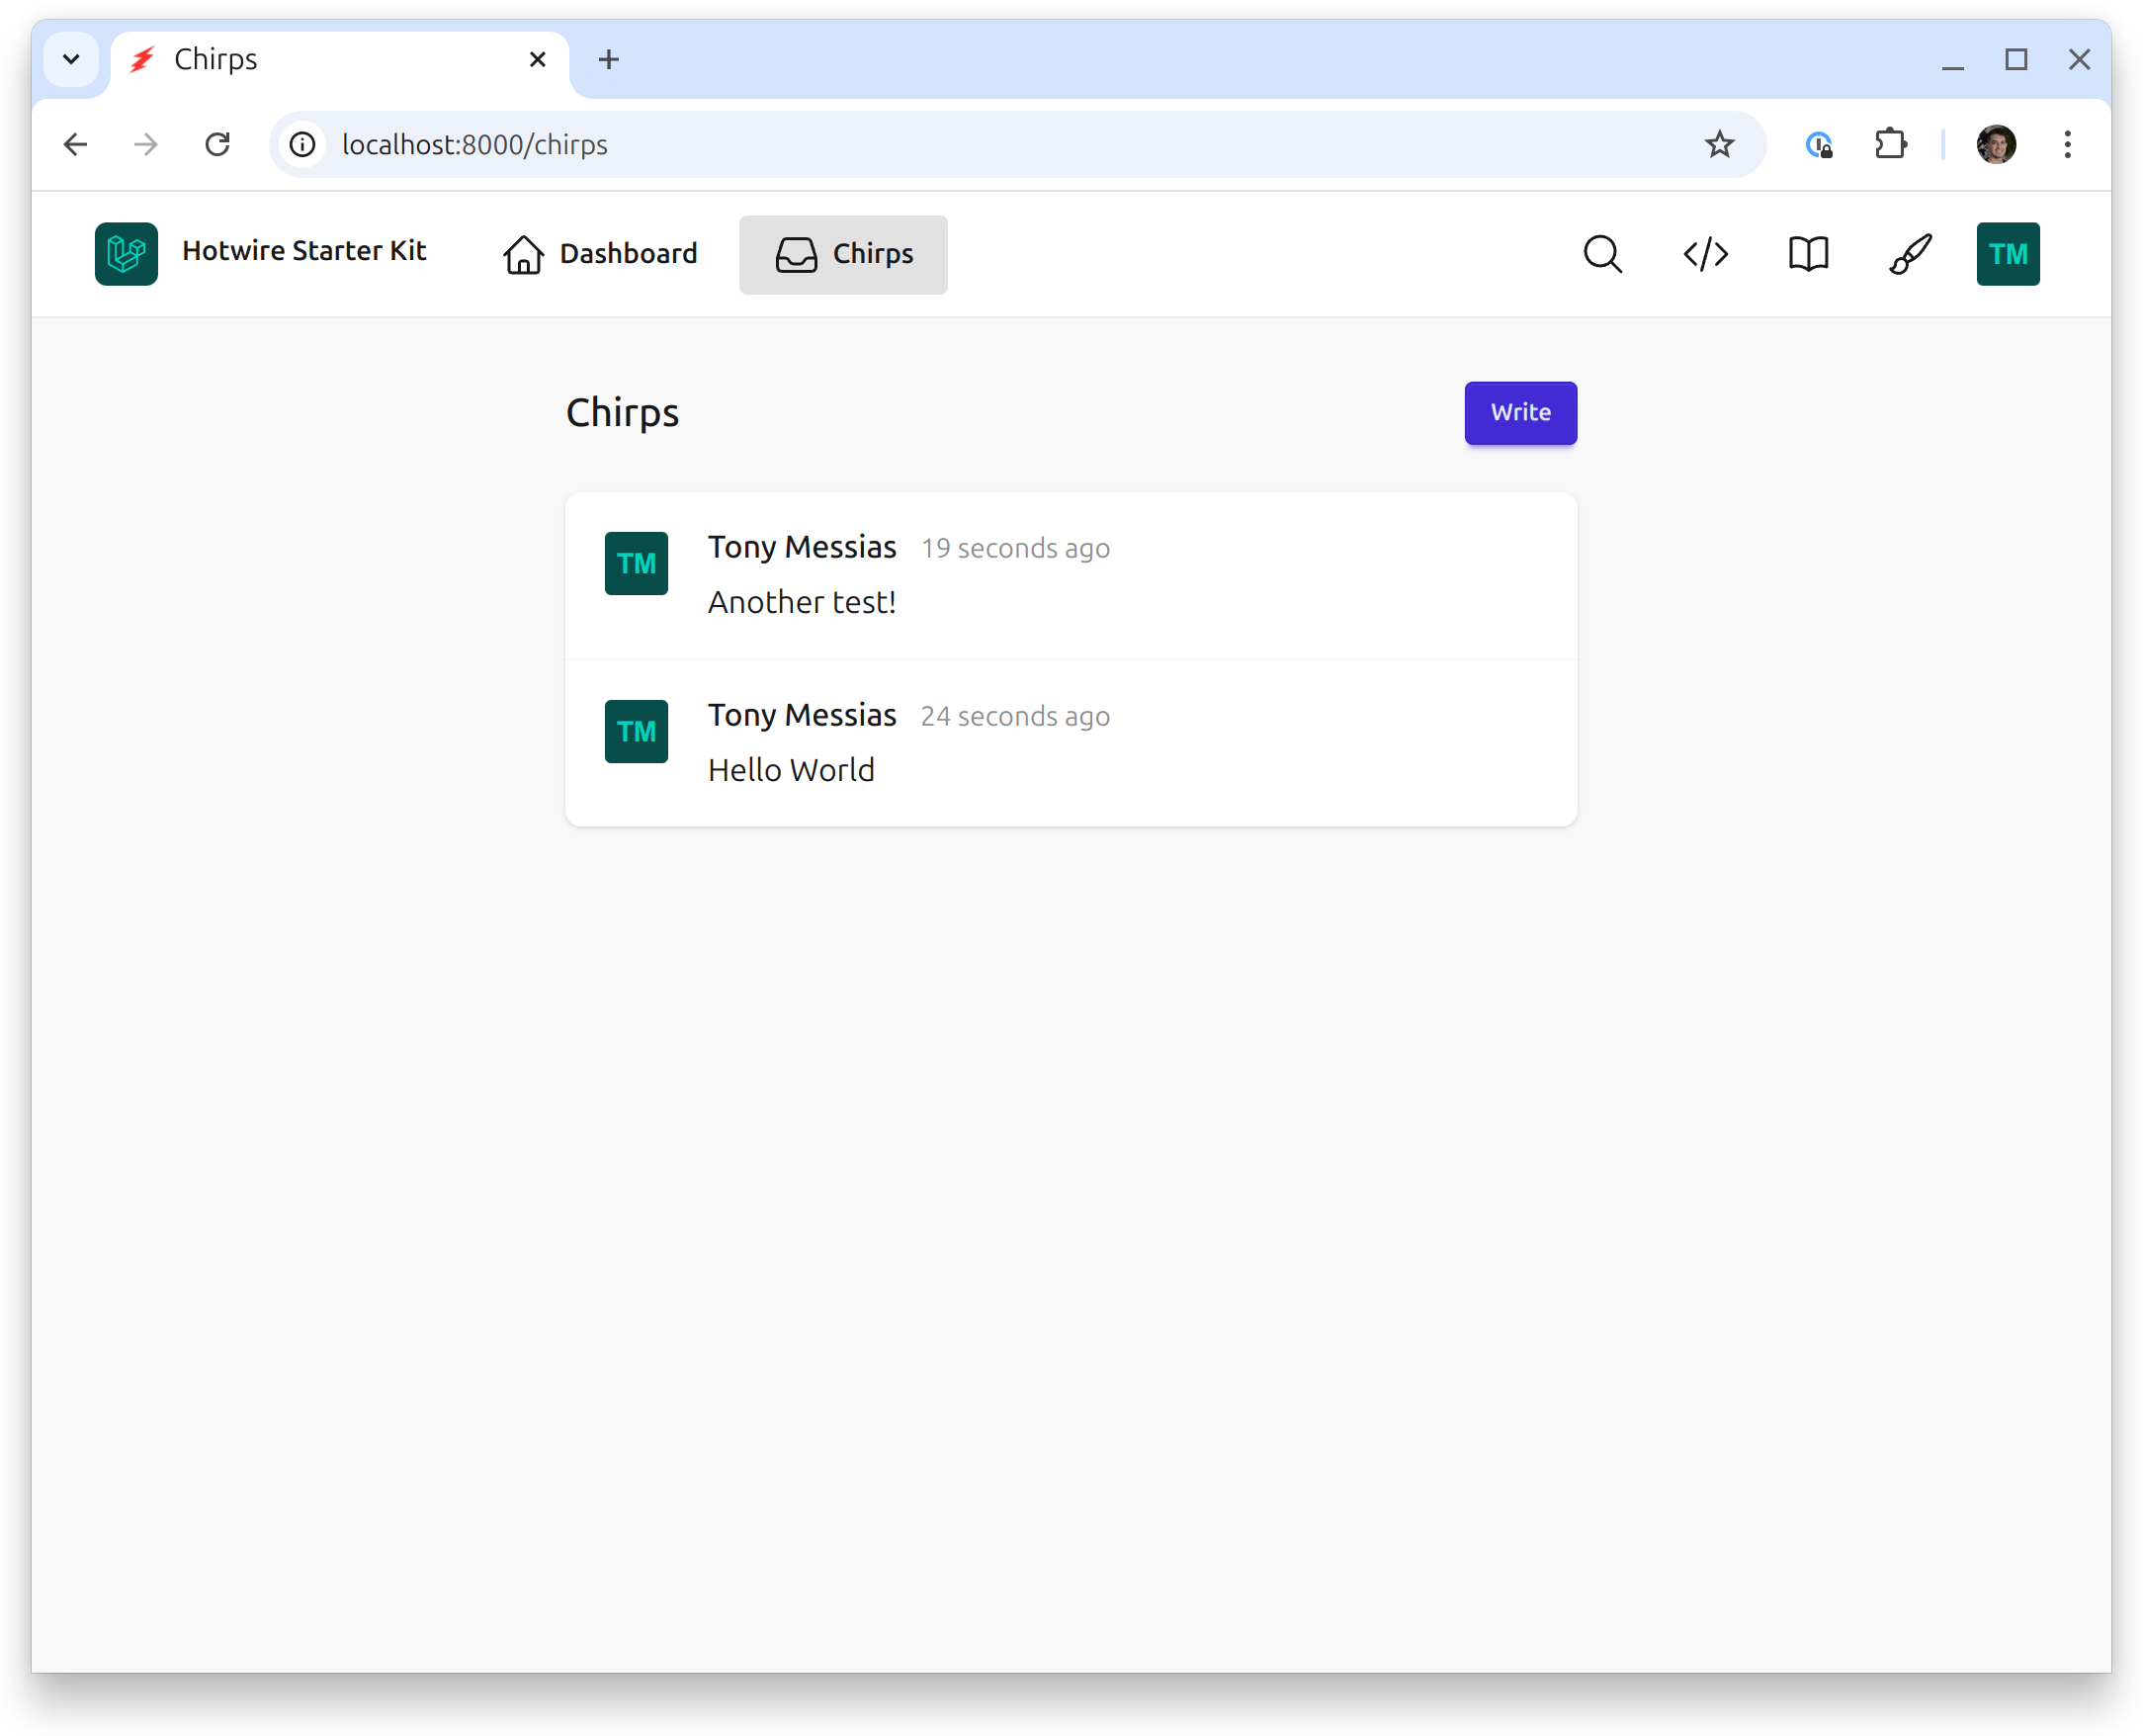 Chirps
localhost:8000/chirps
Hotwire Starter Kit Dashboard Chirps TM
Chirps Write
TM Tony Messias 19 seconds ago
Another test!
TM Tony Messias 24 seconds ago
Hello World